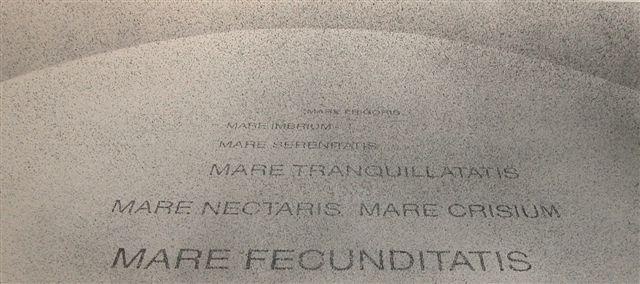 MARE FRIGORIS
MARE IMBRIUM
MARE SERENITATIS
MARE TRANQUILLATATIS
MARE NECTARIS MARE CRISIUM
MARE FECUNDITATIS